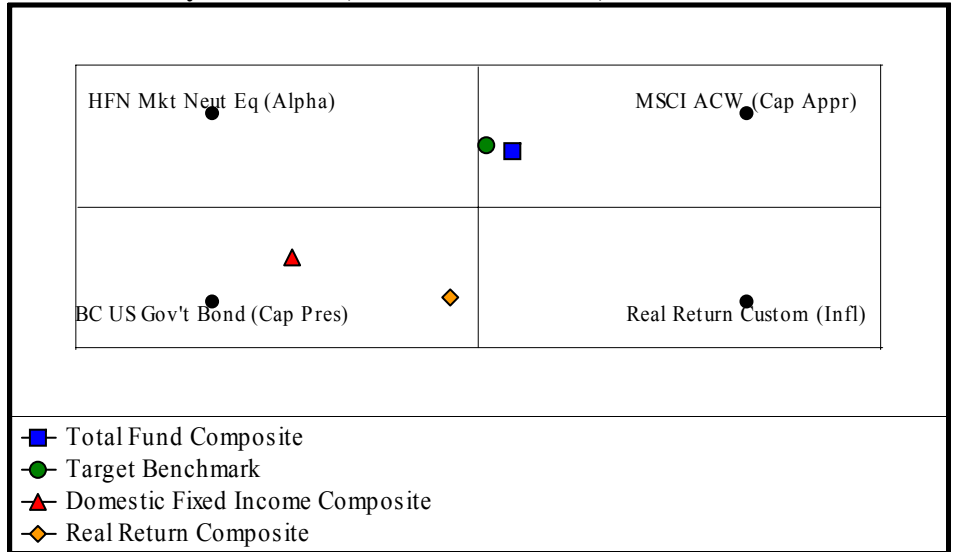 HFN Mkt Neut Eq (Alpha)
MSCI ACW (Cap Appr)
BC US Gov't Bond (Cap Pres)
Real Return Custom (Infl)
Total Fund Composite
Target Benchmark
Domestic Fixed Income Composite
Real Return Composite